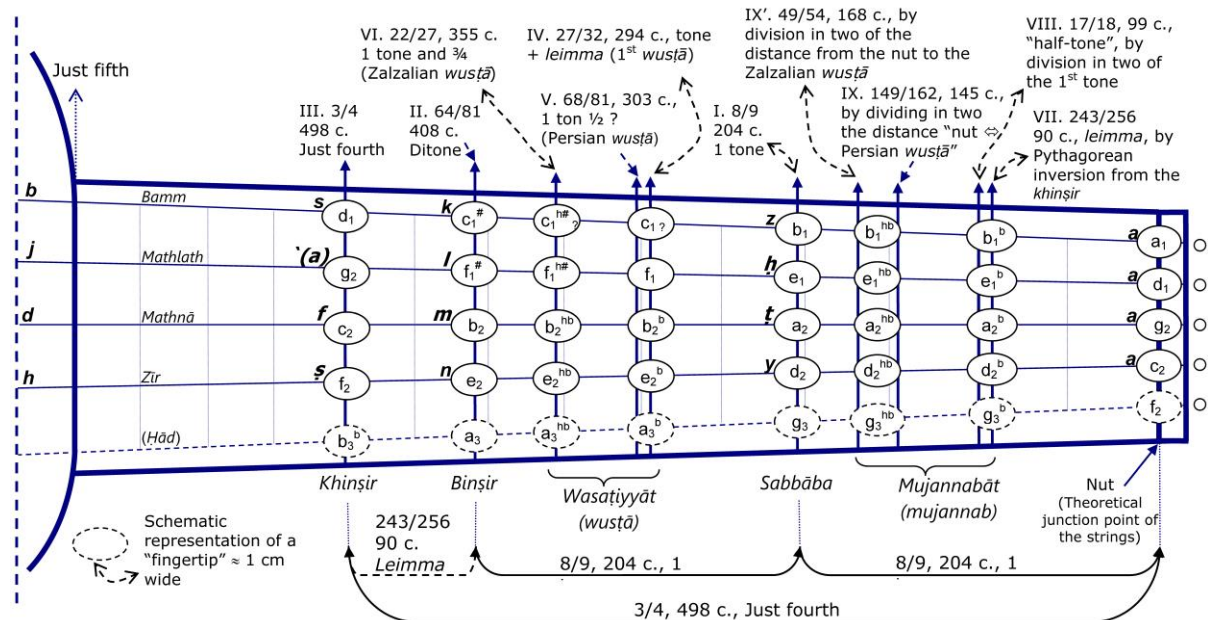 Just fifth
VI. 22/27, 355 c.
1 tone and ¾
(Zalzalian wusṭā)
IV. 27/32, 294 c., tone
+ leimma (1st wusṭā)
IX'. 49/54, 168 c., by
division in two of the
distance from the nut to the
Zalzalian wusṭā
VIII. 17/18, 99 c.,
“half-tone”, by
division in two of
the 1st tone
III. 3/4
498 c.
Just fourth
II. 64/81
408 c.
Ditone
V. 68/81, 303 c.,
1 ton ½ ?
(Persian wusṭā)
I. 8/9
204 c.
1 tone
IX. 149/162, 145 c.,
by dividing in two
the distance “nut ⇔
Persian wusṭā”
VII. 243/256
90 c., leimma, by
Pythagorean
inversion from the
khinṣir
b Bamm s d1 k c1# c1h#? c1 ? z b1 b1hb b1b a a1
j Mathlath ‘(a) g2 l f1# f1h# f1 ḥ e1 e1hb e1b a d1
d Mathnā f c2 m b2 b2hb b2b ṭ a2 a2hb a2b a g2
h Zīr ṣ f2 n e2 e2hb e2b y d2 d2hb d2b a c2
(Ḥād) b3b a3 a3hb a3b g3 g3hb g3b f2
Khinṣir Binṣir Wasaṭiyyāt Sabbāba Mujannabāt Nut
(wusṭā) (mujannab) (Theoretical
junction point of
the strings)
Schematic
representation of a
“fingertip” ≈ 1 cm
wide
243/256
90 c.
Leimma
8/9, 204 c., 1
8/9, 204 c., 1
3/4, 498 c., Just fourth